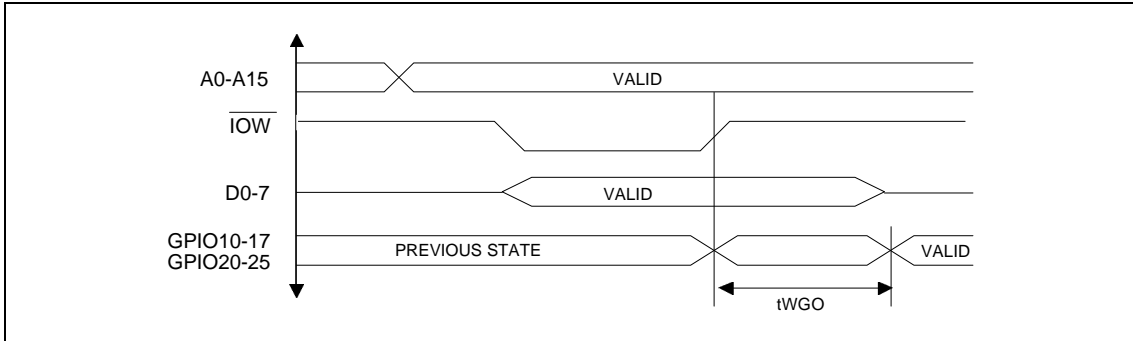 A0-A15
VALID
IOW
D0-7
VALID
GPIO10-17
GPIO20-25
PREVIOUS STATE
VALID
tWGO